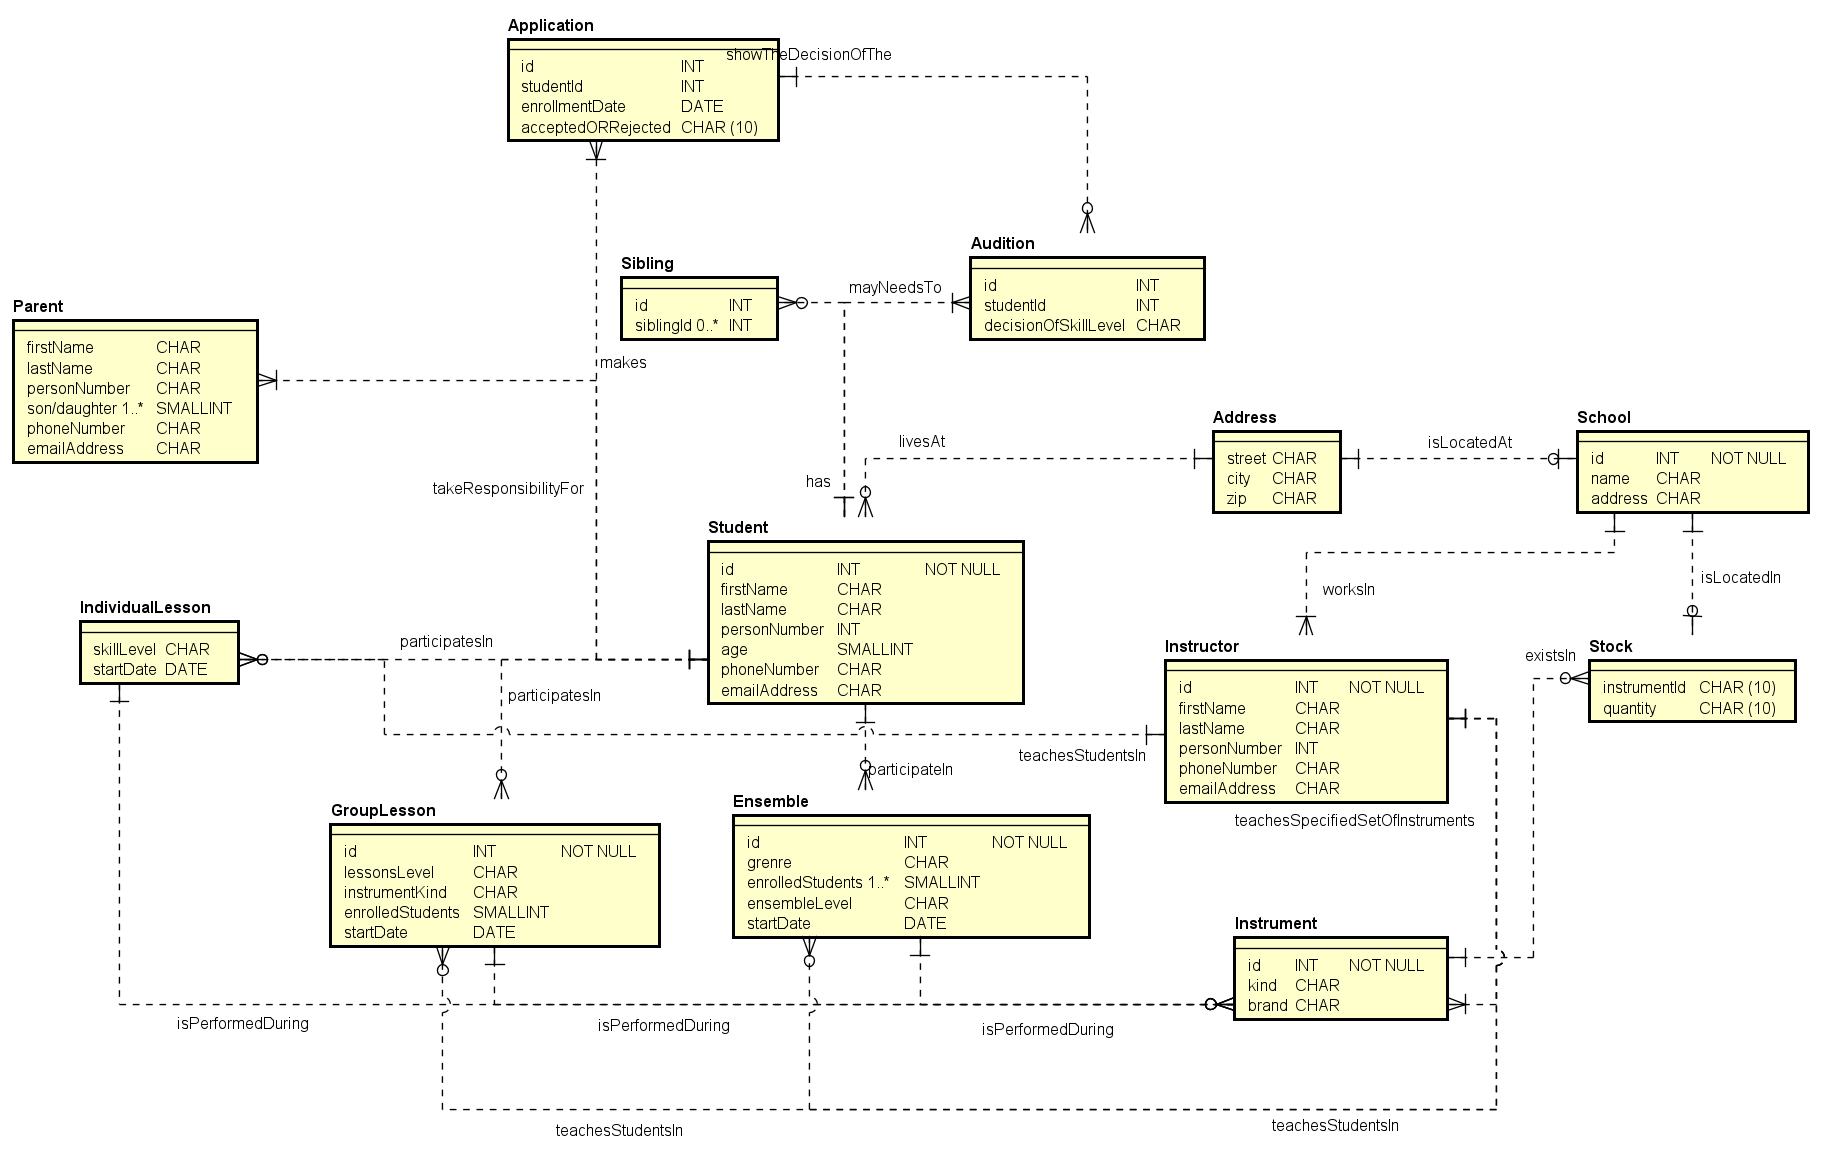 Application
id INT
studentId INT
enrollmentDate DATE
acceptedORRejected CHAR (10)
showTheDecisionOfThe
Audition
id INT
studentId INT
decisionOfSkillLevel CHAR
Sibling
id INT
siblingId 0..* INT
mayNeedsTo
Parent
firstName CHAR
lastName CHAR
personNumber CHAR
son/daughter 1..* SMALLINT
phoneNumber CHAR
emailAddress CHAR
makes
takeResponsibilityFor
has
livesAt
Address
street CHAR
city CHAR
zip CHAR
isLocatedAt
School
id INT NOT NULL
name CHAR
address CHAR
worksIn
isLocatedIn
Student
id INT NOT NULL
firstName CHAR
lastName CHAR
personNumber INT
age SMALLINT
phoneNumber CHAR
emailAddress CHAR
IndividualLesson
skillLevel CHAR
startDate DATE
participatesIn
participatesIn
participateIn
teachesStudentsIn
Instructor
id INT NOT NULL
firstName CHAR
lastName CHAR
personNumber INT
phoneNumber CHAR
emailAddress CHAR
existsIn
Stock
instrumentId CHAR (10)
quantity CHAR (10)
teachesSpecifiedSetOfInstruments
GroupLesson
id INT NOT NULL
lessonsLevel CHAR
instrumentKind CHAR
enrolledStudents SMALLINT
startDate DATE
Ensemble
id INT NOT NULL
grenre CHAR
enrolledStudents 1..* SMALLINT
ensembleLevel CHAR
startDate DATE
Instrument
id INT NOT NULL
kind CHAR
brand CHAR
isPerformedDuring
isPerformedDuring
isPerformedDuring
teachesStudentsIn
teachesStudentsIn